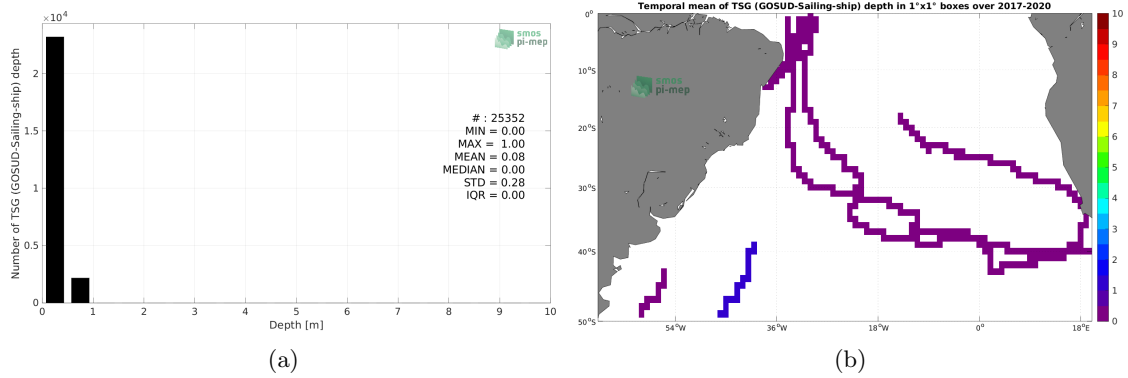 ×10⁴
Number of TSG (GOSUD-Sailing-ship) depth
2
1.5
1
0.5
0
0 1 2 3 4 5 6 7 8 9 10
Depth [m]
smos
pi-mep
# : 25352
MIN = 0.00
MAX = 1.00
MEAN = 0.08
MEDIAN = 0.00
STD = 0.28
IQR = 0.00
(a)
Temporal mean of TSG (GOSUD-Sailing-ship) depth in 1°x1° boxes over 2017-2020
smos
pi-mep
0°
10°S
20°S
30°S
40°S
50°S
54°W 36°W 18°W 0° 18°E
10
9
8
7
6
5
4
3
2
1
0
(b)